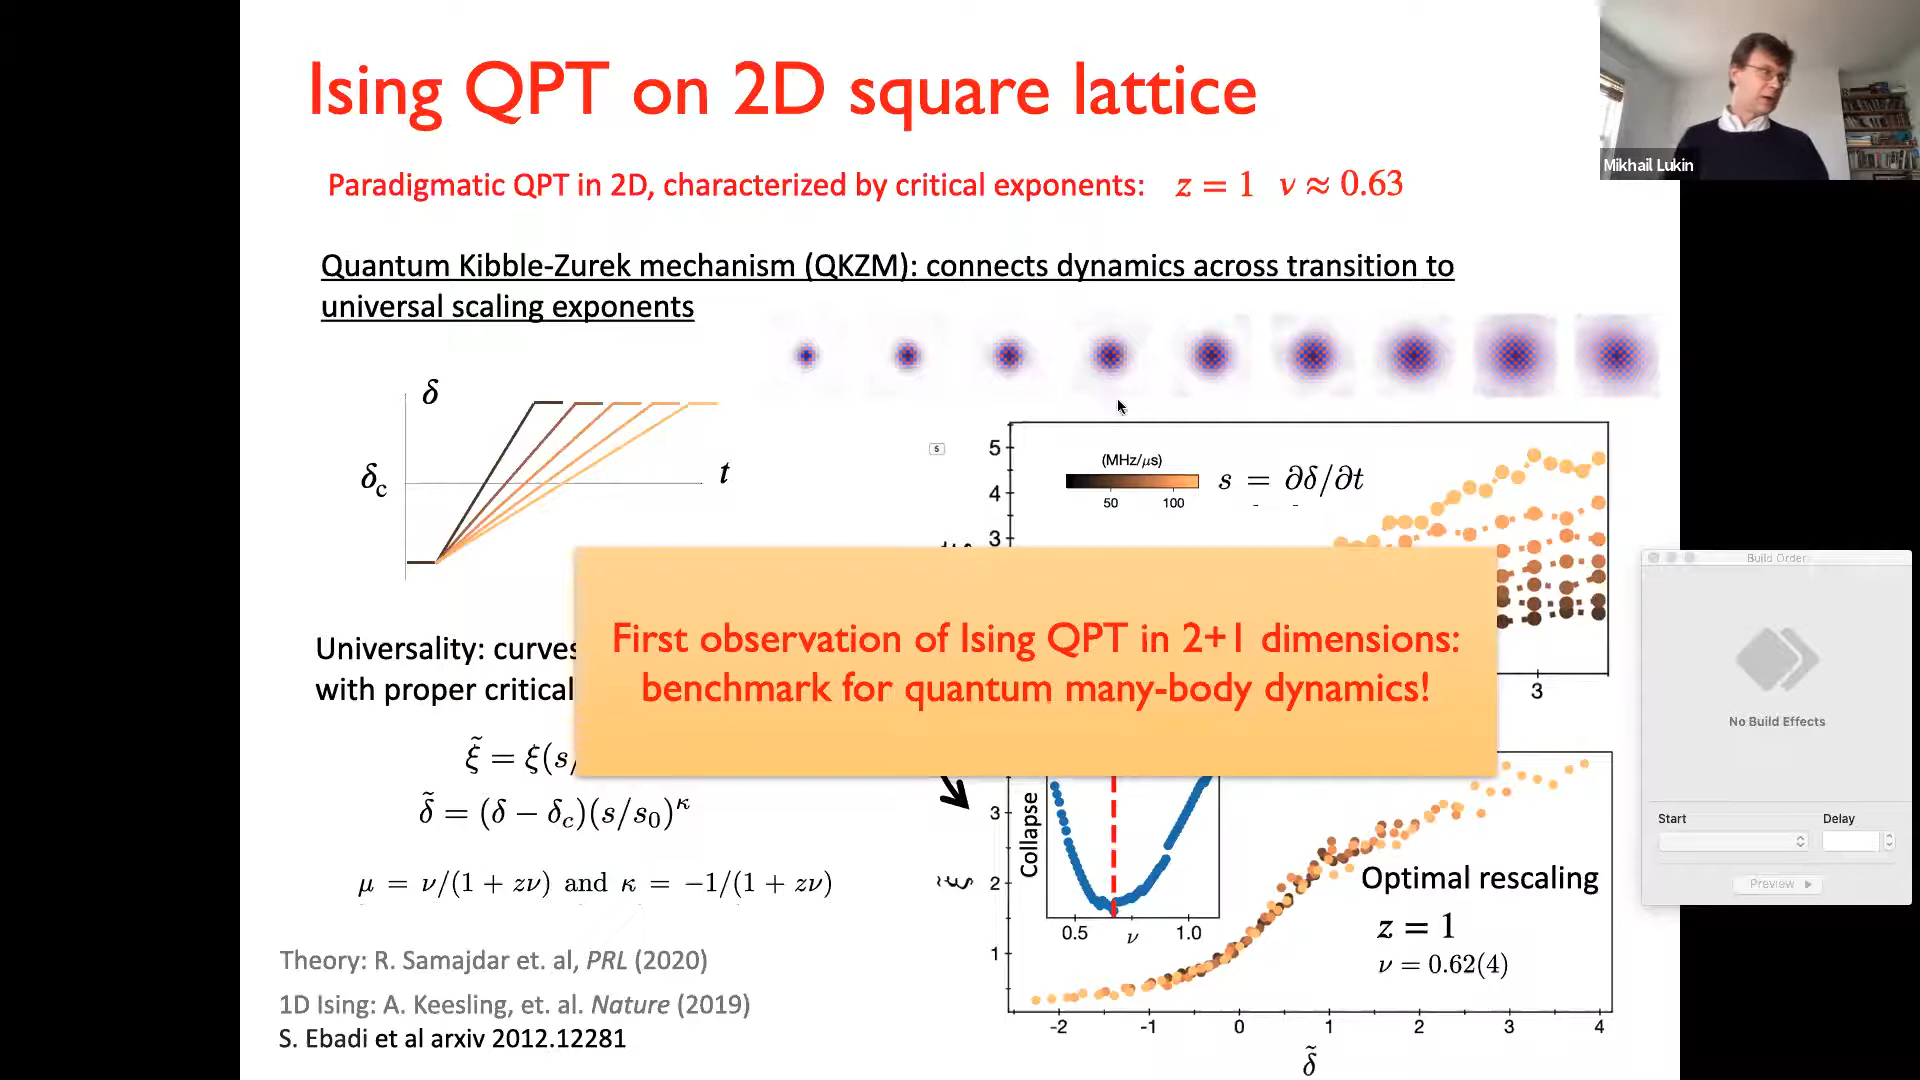 Ising QPT on 2D square lattice
Mikhail Lukin
Paradigmatic QPT in 2D, characterized by critical exponents: z = 1 ν ≈ 0.63
Quantum Kibble-Zurek mechanism (QKZM): connects dynamics across transition to
universal scaling exponents
δ
δc
t
5
5
4
3
(MHz/μs)
50 100
s = ∂δ/∂t
3
Universality: curves
with proper critical
First observation of Ising QPT in 2+1 dimensions:
benchmark for quantum many-body dynamics!
ξ̃ = ξ(s/
δ̃ = (δ − δc)(s/s0)^κ
μ = ν/(1 + zν) and κ = −1/(1 + zν)
Collapse
0.5 ν 1.0
3
2
1
ξ̃
Optimal rescaling
z = 1
ν = 0.62(4)
-2 -1 0 1 2 3 4
δ̃
Theory: R. Samajdar et. al, PRL (2020)
1D Ising: A. Keesling, et. al. Nature (2019)
S. Ebadi et al arxiv 2012.12281
Build Order
No Build Effects
Start Delay
Preview